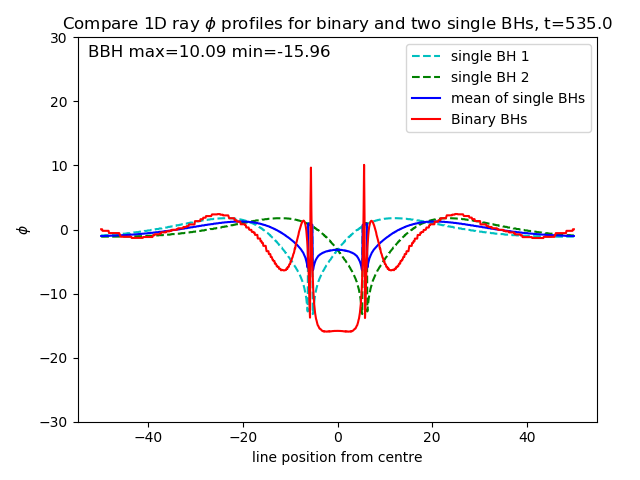 Compare 1D ray ϕ profiles for binary and two single BHs, t=535.0
BBH max=10.09 min=-15.96
single BH 1
single BH 2
mean of single BHs
Binary BHs
30
20
10
0
−10
−20
−30
ϕ
−40
−20
0
20
40
line position from centre